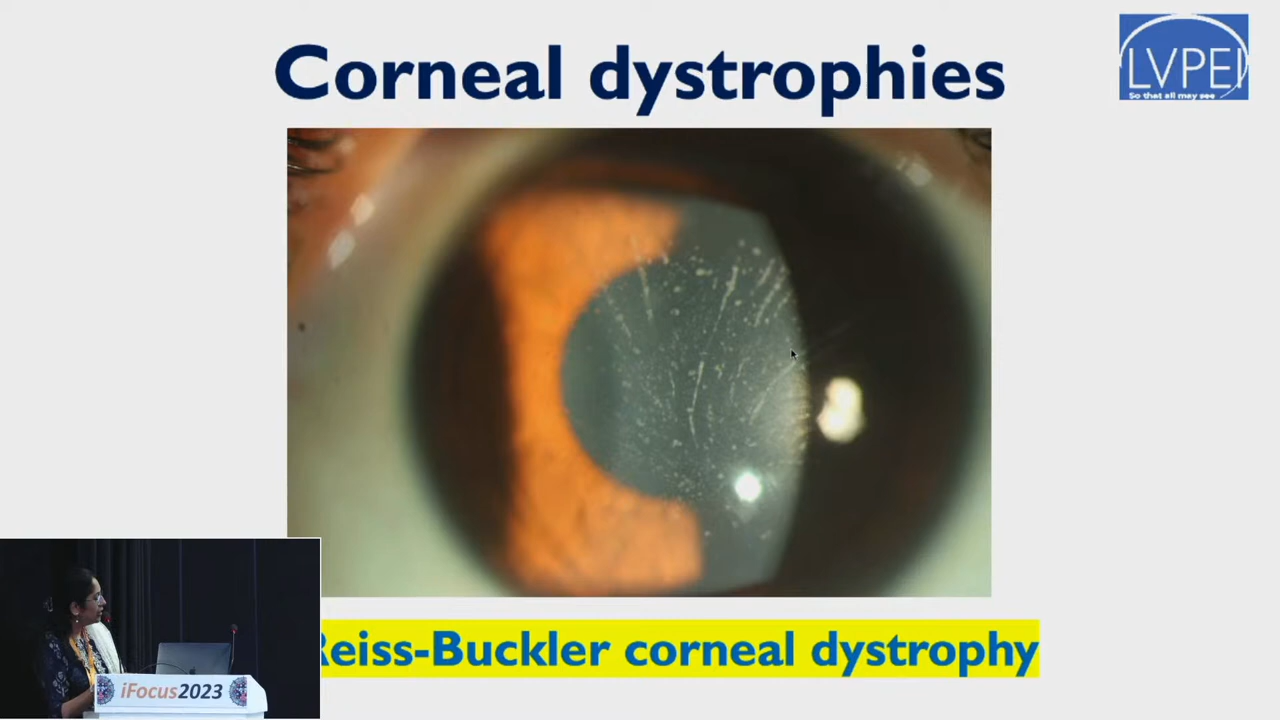 Corneal dystrophies
LVPEI
So that all may see
Reiss-Buckler corneal dystrophy
iFocus2023